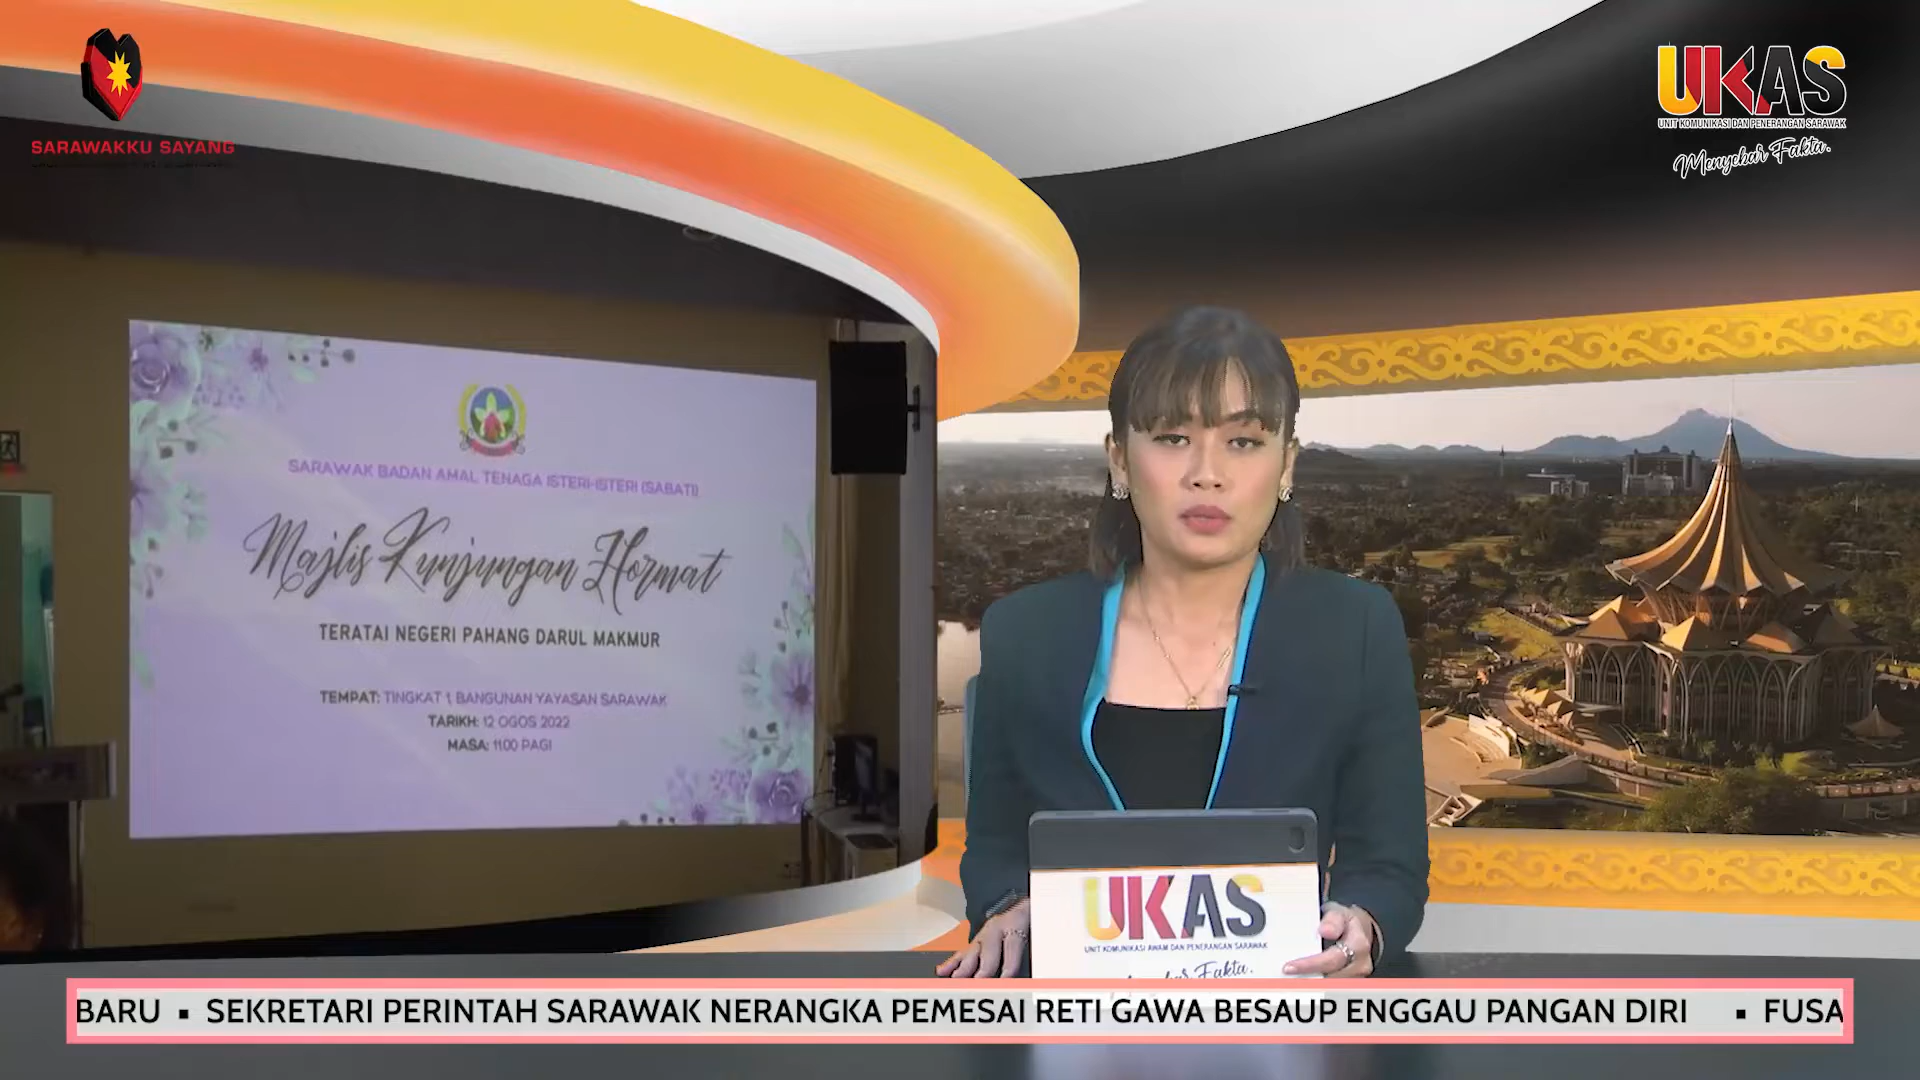 SARAWAKKU SAYANG
UKAS
UNIT KOMUNIKASI DAN PENERANGAN SARAWAK
Menyebar Fakta.
SARAWAK BADAN AMAL TENAGA ISTERI-ISTERI (SABATI)
Majlis Kunjungan Hormat
TERATAI NEGERI PAHANG DARUL MAKMUR
TEMPAT: TINGKAT 1, BANGUNAN YAYASAN SARAWAK
TARIKH: 12 OGOS 2022
MASA: 11.00 PAGI
UKAS
UNIT KOMUNIKASI AWAM DAN PENERANGAN SARAWAK
Fakta.
BARU ▪ SEKRETARI PERINTAH SARAWAK NERANGKA PEMESAI RETI GAWA BESAUP ENGGAU PANGAN DIRI ▪ FUSA